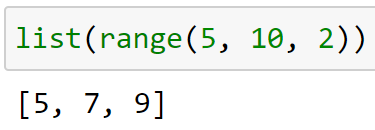 list(range(5, 10, 2))
[5, 7, 9]